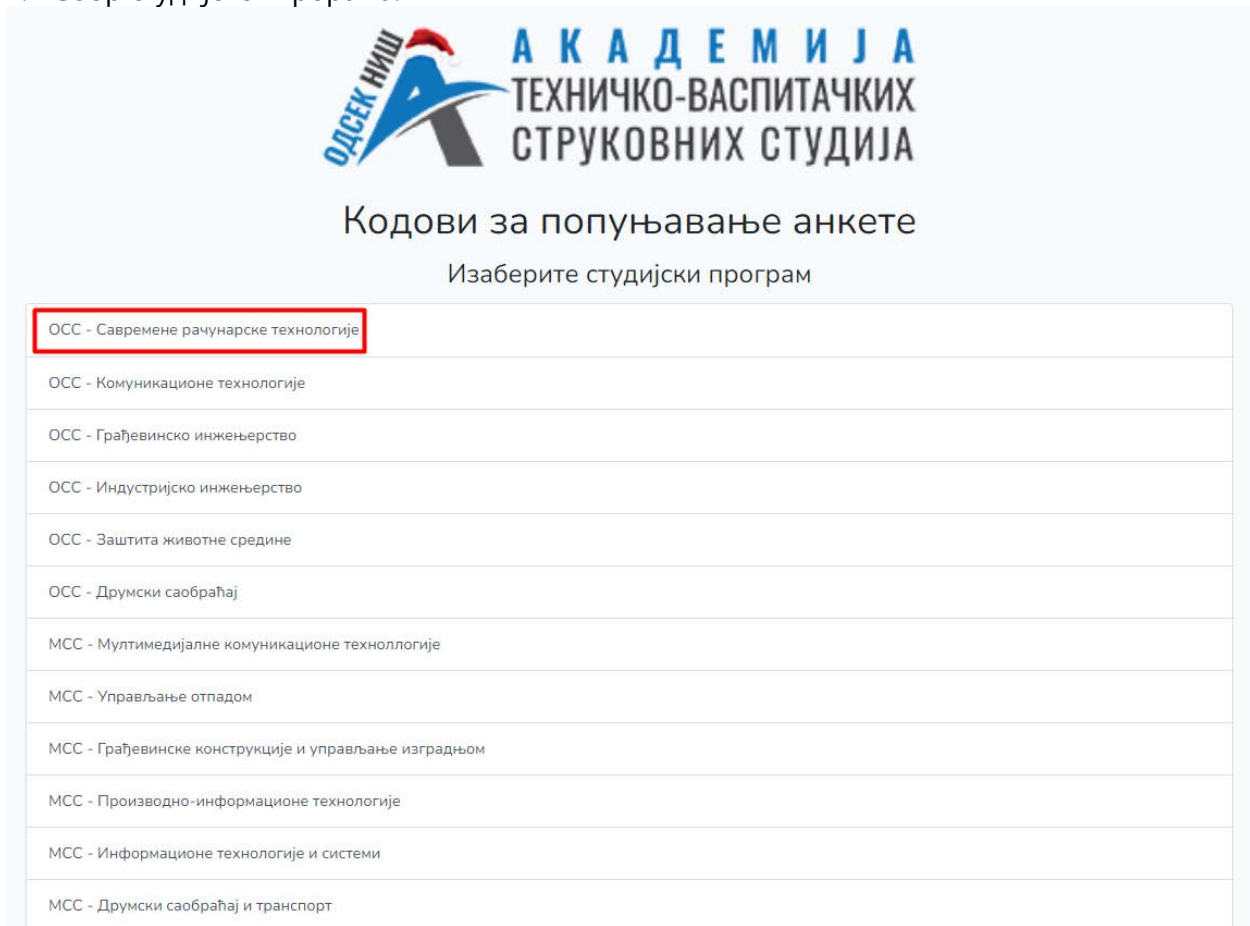 ОДСЕК НИШ
АКАДЕМИЈА
ТЕХНИЧКО-ВАСПИТАЧКИХ
СТРУКОВНИХ СТУДИЈА
Кодови за попуњавање анкете
Изаберите студијски програм
ОСС - Савремене рачунарске технологије
ОСС - Комуникационе технологије
ОСС - Грађевинско инжењерство
ОСС - Индустријско инжењерство
ОСС - Заштита животне средине
ОСС - Друмски саобраћај
МСС - Мултимедијалне комуникационе техноллогије
МСС - Управљање отпадом
МСС - Грађевинске конструкције и управљање изградњом
МСС - Производно-информационе технологије
МСС - Информационе технологије и системи
МСС - Друмски саобраћај и транспорт